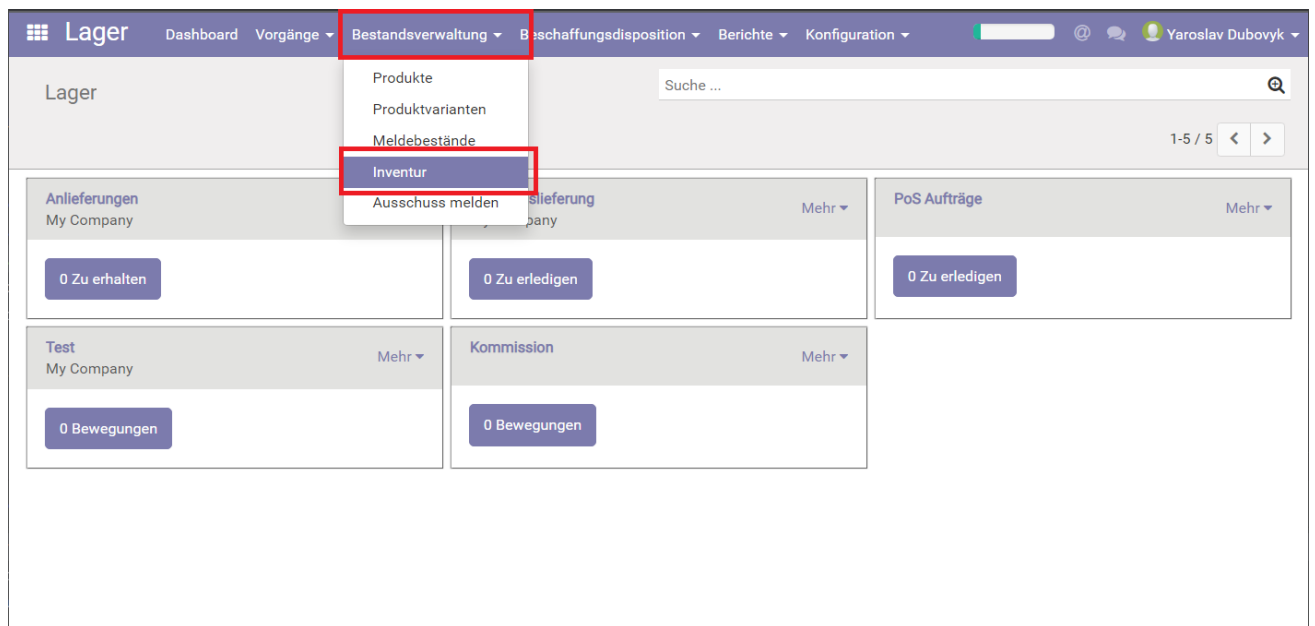 Lager Dashboard Vorgänge Bestandsverwaltung Beschaffungsdisposition Berichte Konfiguration @ Yaroslav Dubovyk
Lager
Suche ...
1-5 / 5
Produkte
Produktvarianten
Meldebestände
Inventur
Ausschuss melden
Anlieferungen
My Company
0 Zu erhalten
slieferung
Mehr
pany
0 Zu erledigen
PoS Aufträge
Mehr
0 Zu erledigen
Test
Mehr
My Company
0 Bewegungen
Kommission
Mehr
0 Bewegungen